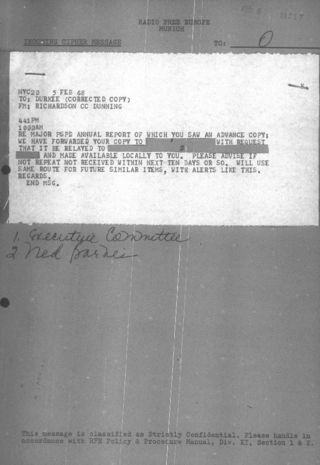 RADIO FREE EUROPE
MUNICH
INCOMING CIPHER MESSAGE
TO: O
NYC20 5 FEB 68
TO: DURKEE (CORRECTED COPY)
FM: RICHARDSON CC DUNNING
441PM
1000AM
RE MAJOR PGPD ANNUAL REPORT OF WHICH YOU SAW AN ADVANCE COPY;
WE HAVE FORWARDED YOUR COPY TO WITH REQUEST
THAT IT BE RELAYED TO
AND MADE AVAILABLE LOCALLY TO YOU. PLEASE ADVISE IF
NOT REPEAT NOT RECEIVED WITHIN NEXT TEN DAYS OR SO. WILL USE
SAME ROUTE FOR FUTURE SIMILAR ITEMS, WITH ALERTS LIKE THIS.
REGARDS.
END MSG.
1. Executive Committee
2. Ned
This message is classified as Strictly Confidential. Please handle in
accordance with RFE Policy & Procedure Manual, Div. XI, Section 1 & 2.